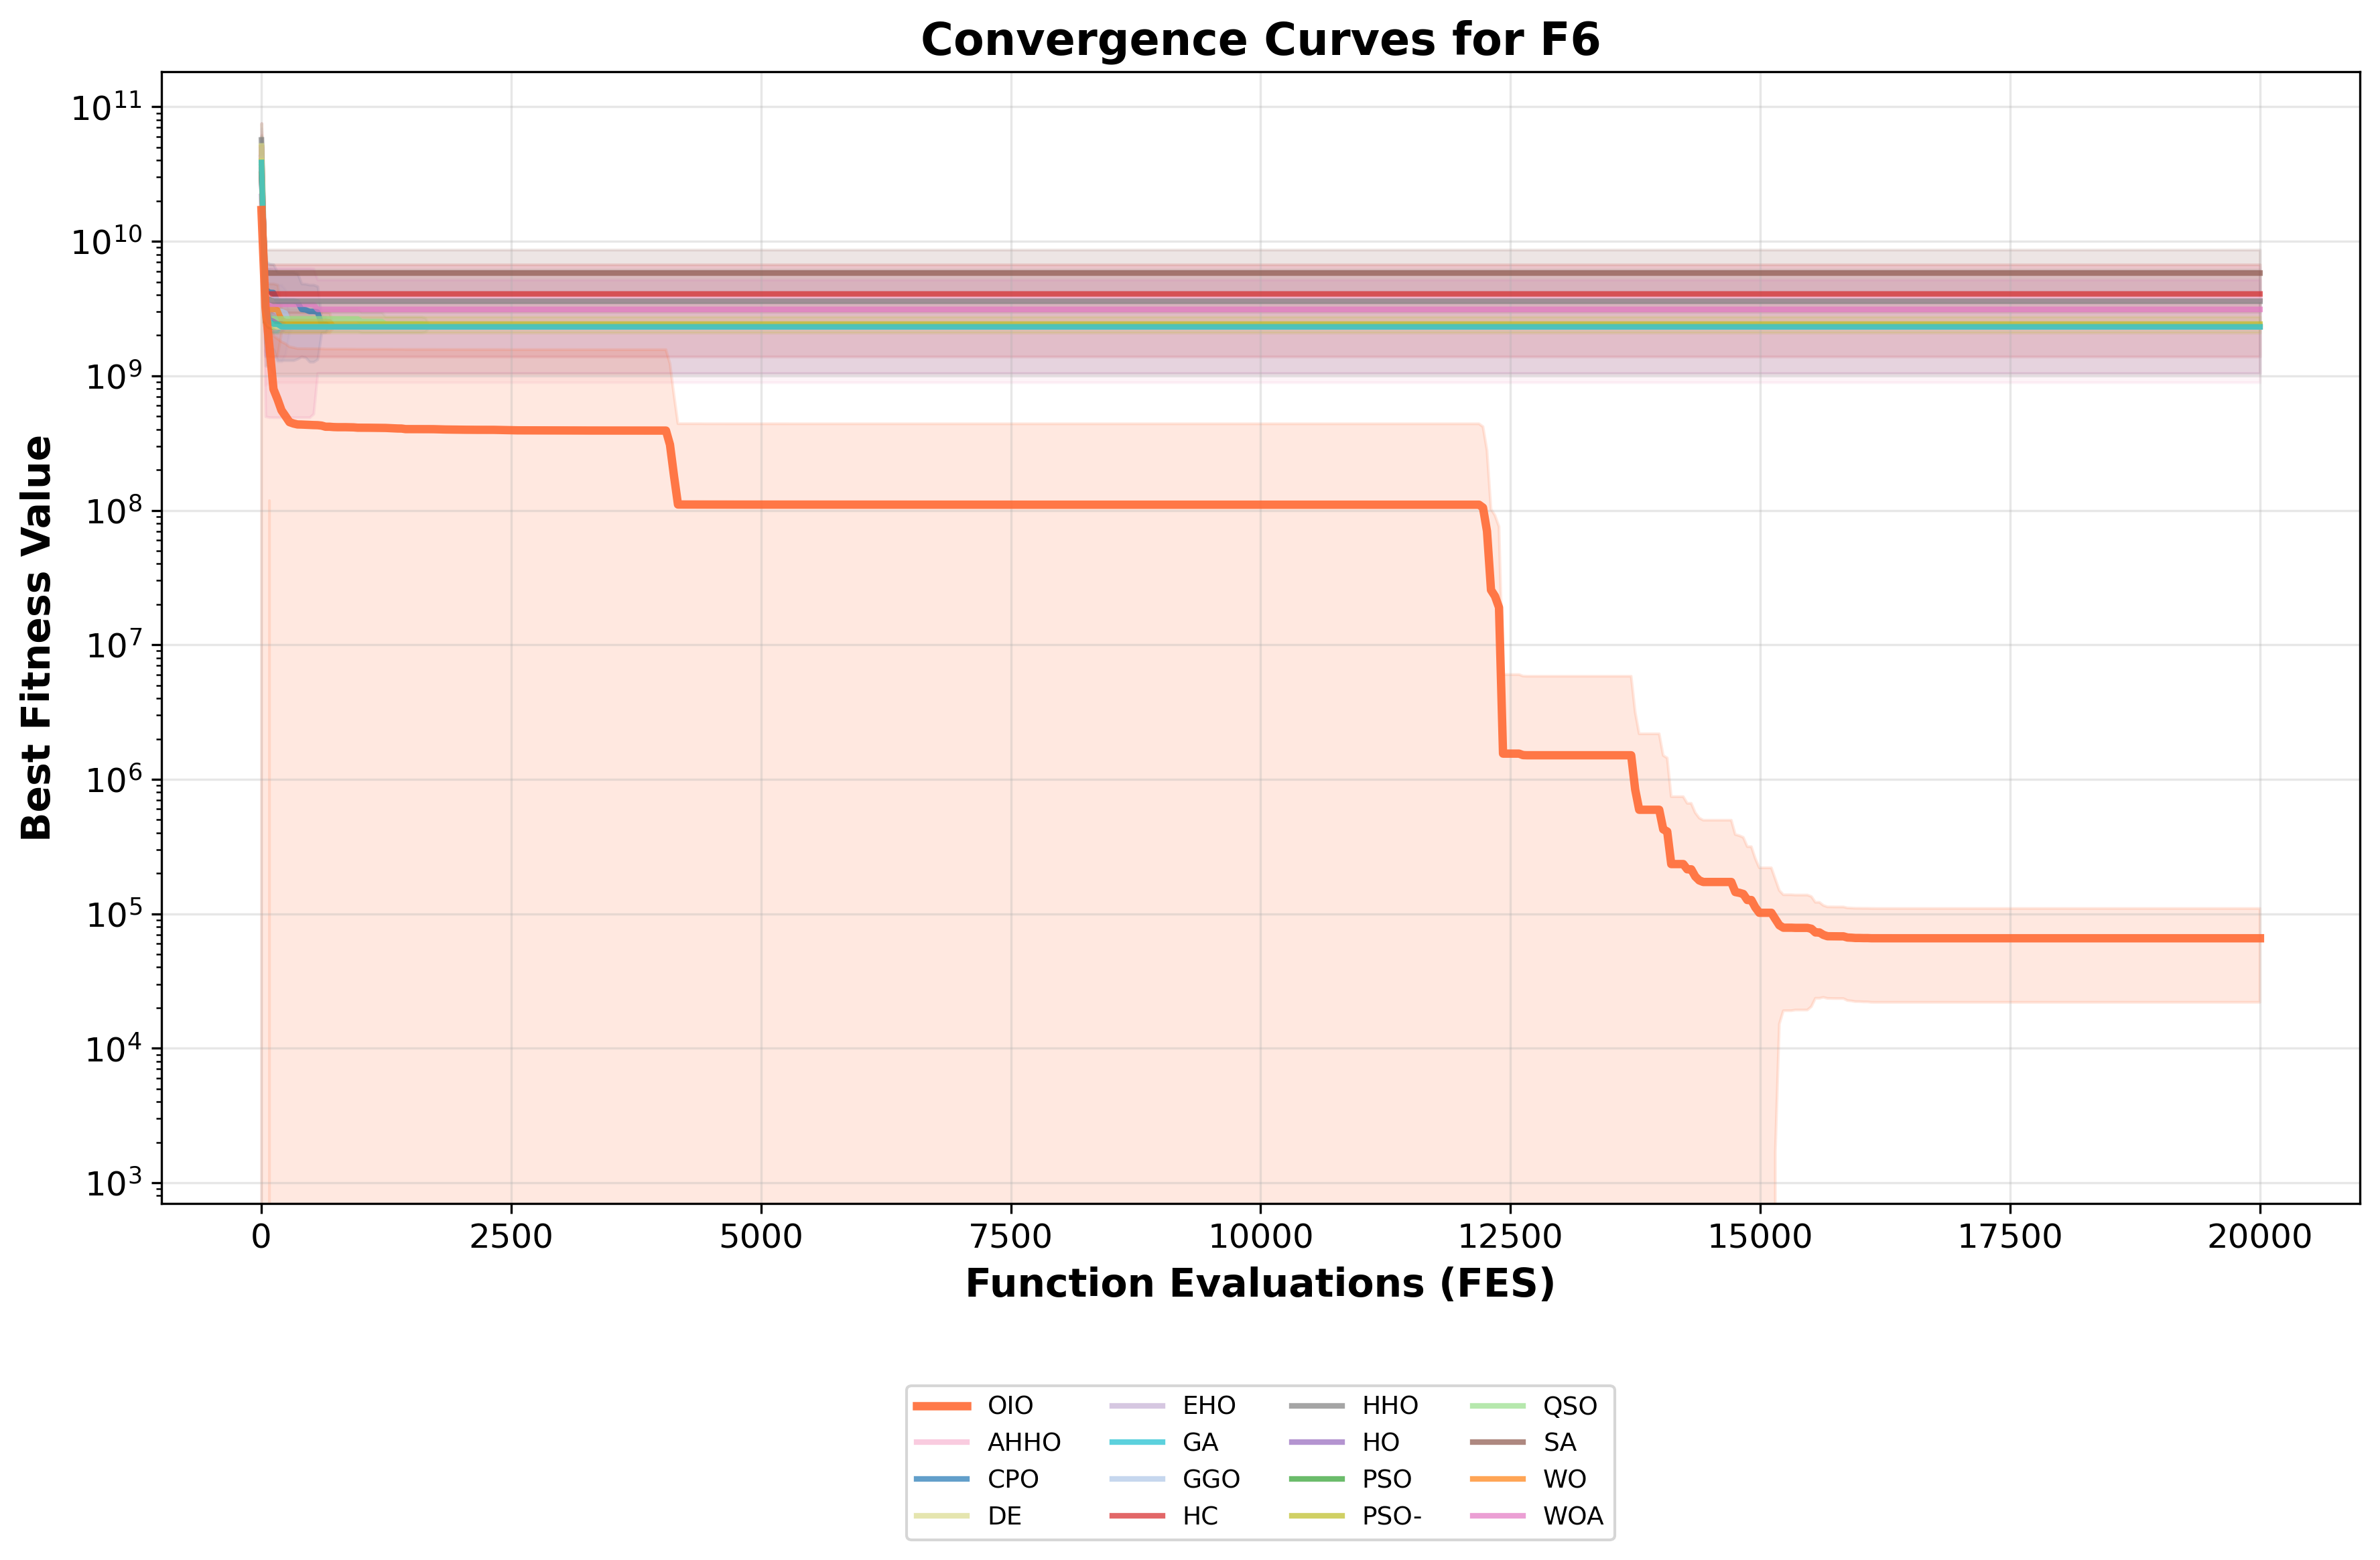 Convergence Curves for F6
Best Fitness Value
10^11
10^10
10^9
10^8
10^7
10^6
10^5
10^4
10^3
0 2500 5000 7500 10000 12500 15000 17500 20000
Function Evaluations (FES)
OIO EHO HHO QSO
AHHO GA HO SA
CPO GGO PSO WO
DE HC PSO- WOA